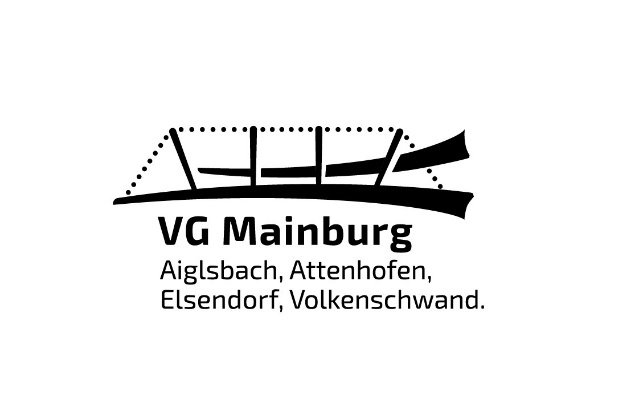 VG Mainburg
Aiglsbach, Attenhofen,
Elsendorf, Volkenschwand.